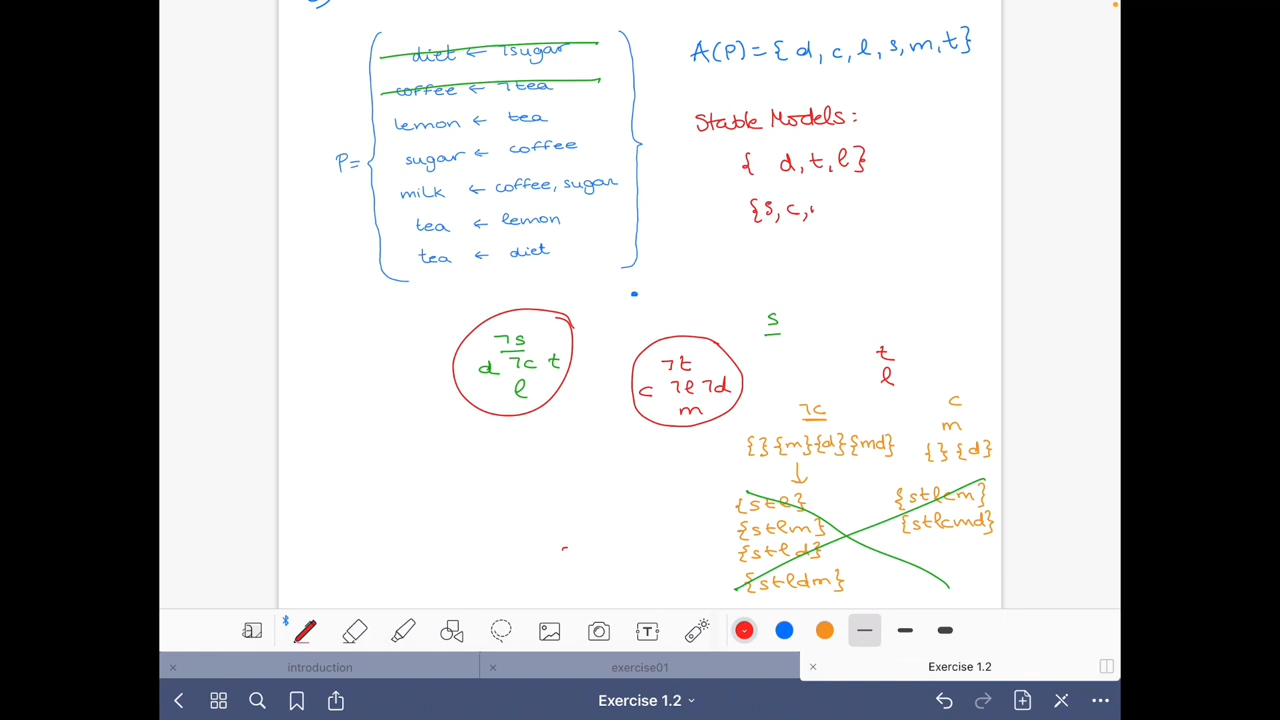 diet ← ¬sugar
coffee ← ¬tea
lemon ← tea
sugar ← coffee
P=
milk ← coffee, sugar
tea ← lemon
tea ← diet
A(P)={ d, c, l, s, m, t}
Stable Models:
{ d, t, l}
{s, c,
¬s
d ¬c t
l
¬t
c ¬l ¬d
m
s
t
l
¬c
{} {m} {d} {md}
{stl}
{stlm}
{stld}
{stldm}
c
m
{} {d}
{stlcm}
{stlcmd}
T
introduction
exercise01
Exercise 1.2
Exercise 1.2